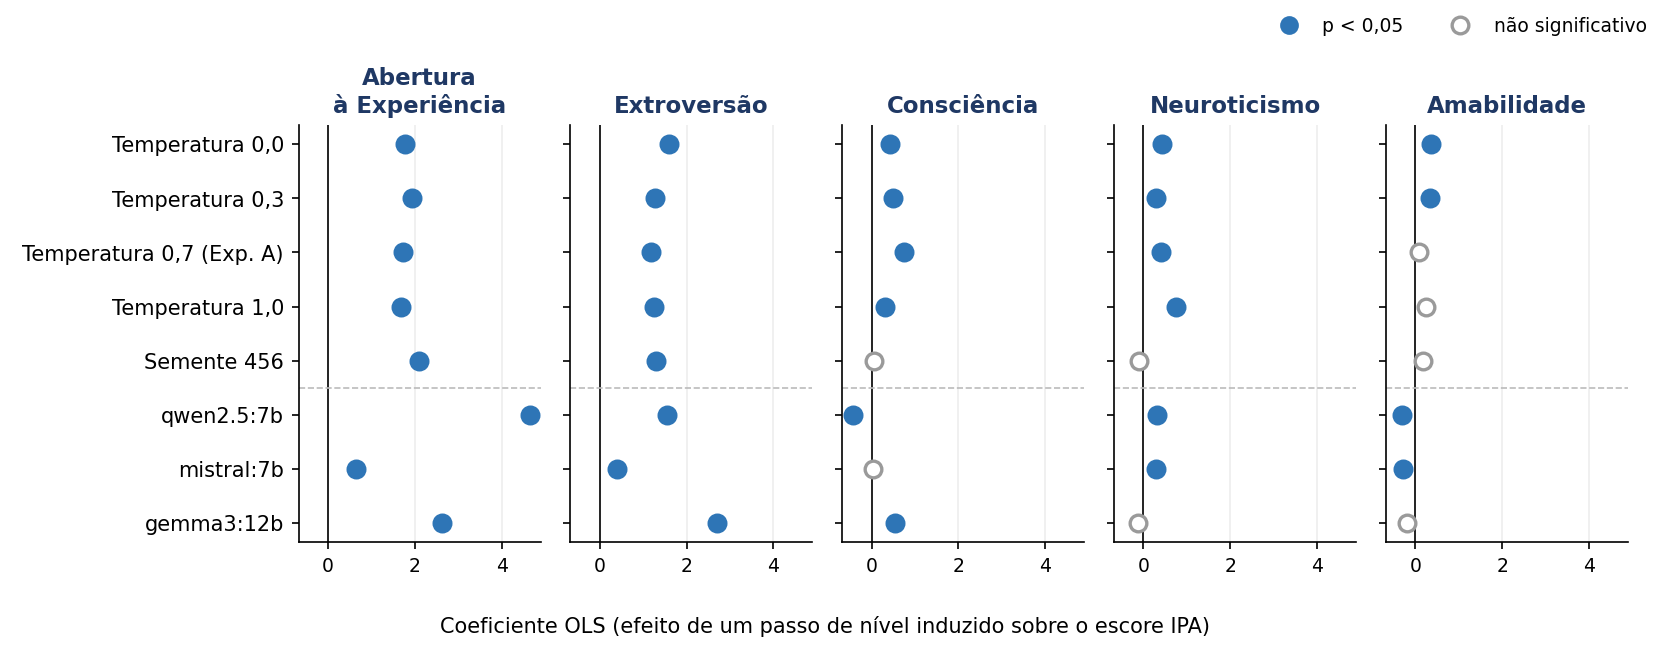 p < 0,05 não significativo
Abertura
à Experiência
Extroversão
Consciência
Neuroticismo
Amabilidade
Temperatura 0,0
Temperatura 0,3
Temperatura 0,7 (Exp. A)
Temperatura 1,0
Semente 456
qwen2.5:7b
mistral:7b
gemma3:12b
0 2 4
0 2 4
0 2 4
0 2 4
0 2 4
Coeficiente OLS (efeito de um passo de nível induzido sobre o escore IPA)